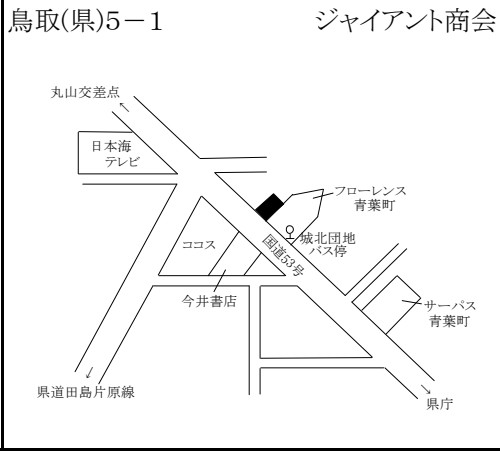 鳥取(県)5－1
ジャイアント商会
丸山交差点
↖
日本海
テレビ
フローレンス
青葉町
城北団地
バス停
国道53号
ココス
今井書店
サーパス
青葉町
↙
県道田島片原線
↘
県庁